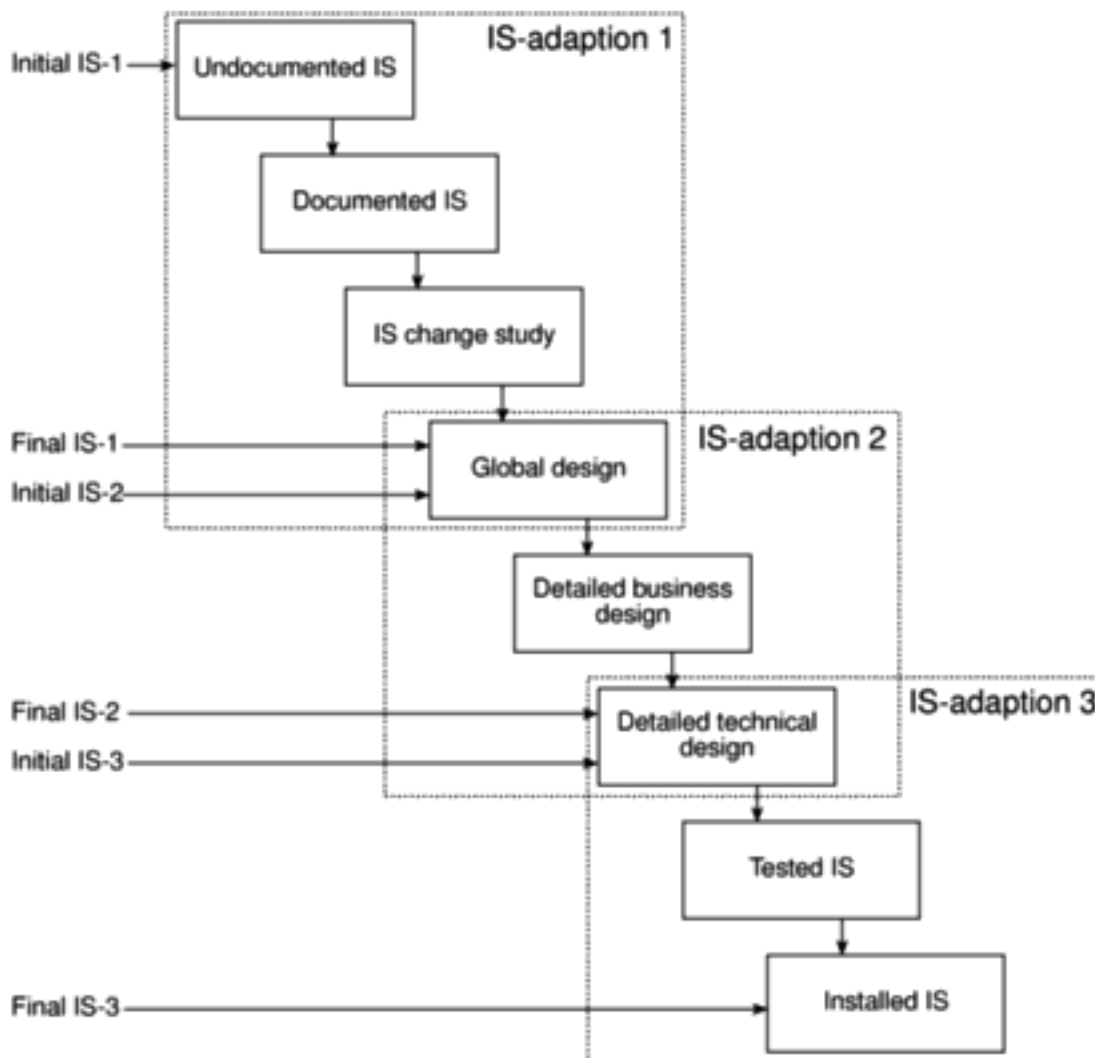 IS-adaption 1
Initial IS-1
Undocumented IS
Documented IS
IS change study
Final IS-1
IS-adaption 2
Global design
Initial IS-2
Detailed business
design
Final IS-2
IS-adaption 3
Detailed technical
design
Initial IS-3
Tested IS
Installed IS
Final IS-3